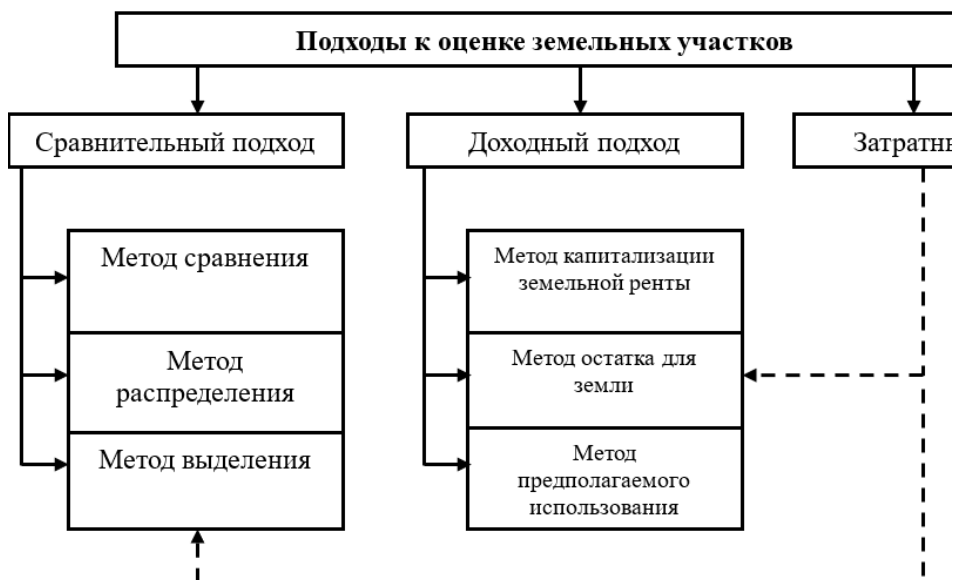 Подходы к оценке земельных участков
Сравнительный подход
Доходный подход
Метод сравнения
Метод
распределения
Метод выделения
Метод капитализации
земельной ренты
Метод остатка для
земли
Метод
предполагаемого
использования